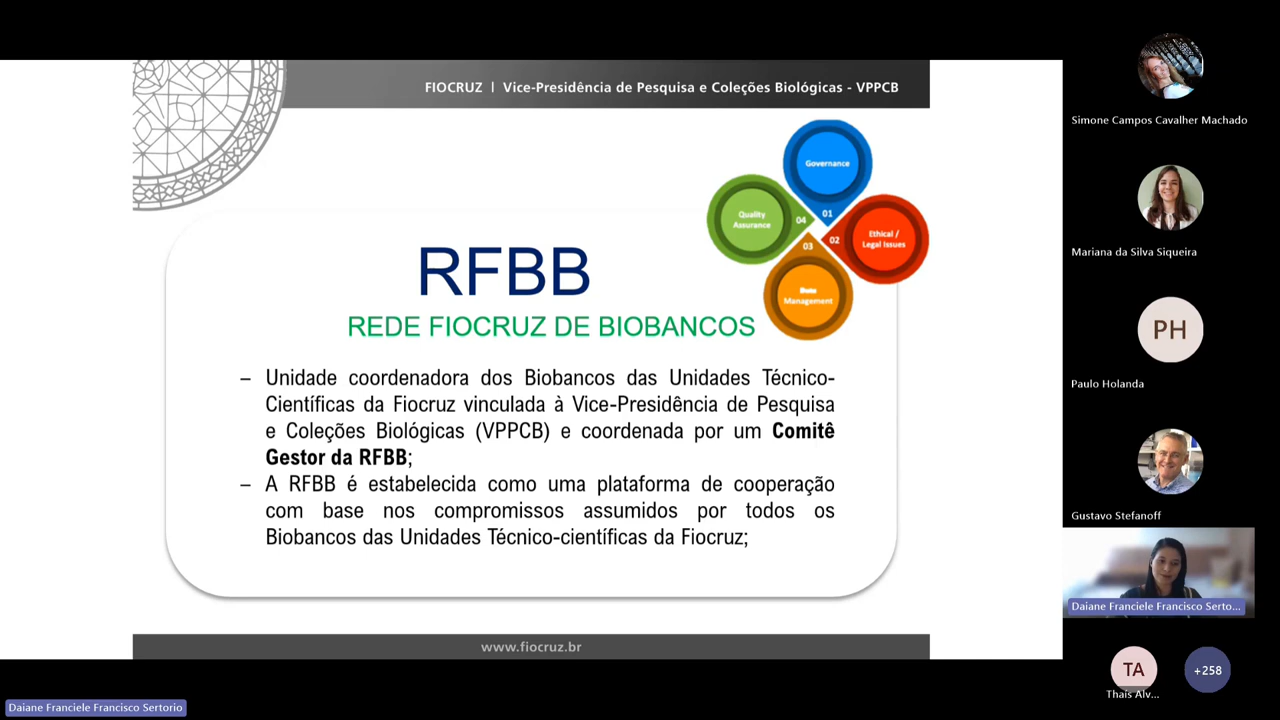 FIOCRUZ | Vice-Presidência de Pesquisa e Coleções Biológicas - VPPCB
Governance
01
Quality
Assurance
04
02
Ethical /
Legal Issues
03
Data
Management
RFBB
REDE FIOCRUZ DE BIOBANCOS
– Unidade coordenadora dos Biobancos das Unidades Técnico-
Científicas da Fiocruz vinculada à Vice-Presidência de Pesquisa
e Coleções Biológicas (VPPCB) e coordenada por um Comitê
Gestor da RFBB;
– A RFBB é estabelecida como uma plataforma de cooperação
com base nos compromissos assumidos por todos os
Biobancos das Unidades Técnico-científicas da Fiocruz;
www.fiocruz.br
Simone Campos Cavalher Machado
Mariana da Silva Siqueira
PH
Paulo Holanda
Gustavo Stefanoff
Daiane Franciele Francisco Serto...
TA
Thaís Alv...
+258
Daiane Franciele Francisco Sertorio